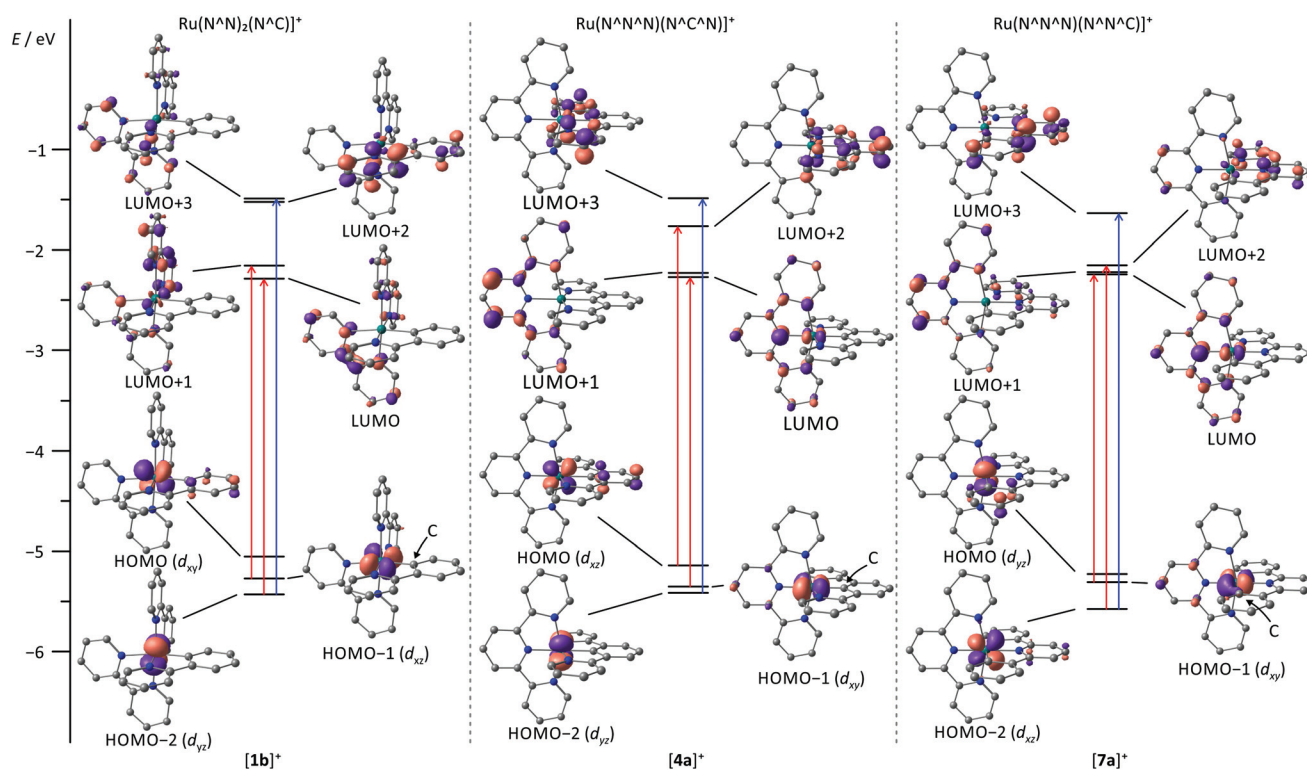 E / eV
−1
−2
−3
−4
−5
−6
Ru(N^N)₂(N^C)]⁺
LUMO+3
LUMO+2
LUMO+1
LUMO
HOMO (dxy)
C
HOMO−1 (dxz)
HOMO−2 (dyz)
[1b]⁺
Ru(N^N^N)(N^C^N)]⁺
LUMO+3
LUMO+2
LUMO+1
LUMO
HOMO (dxz)
C
HOMO−1 (dxy)
HOMO−2 (dyz)
[4a]⁺
Ru(N^N^N)(N^N^C)]⁺
LUMO+3
LUMO+2
LUMO+1
LUMO
HOMO (dyz)
C
HOMO−1 (dxy)
HOMO−2 (dxz)
[7a]⁺